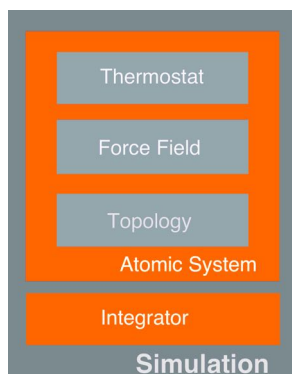 Thermostat
Force Field
Topology
Atomic System
Integrator
Simulation